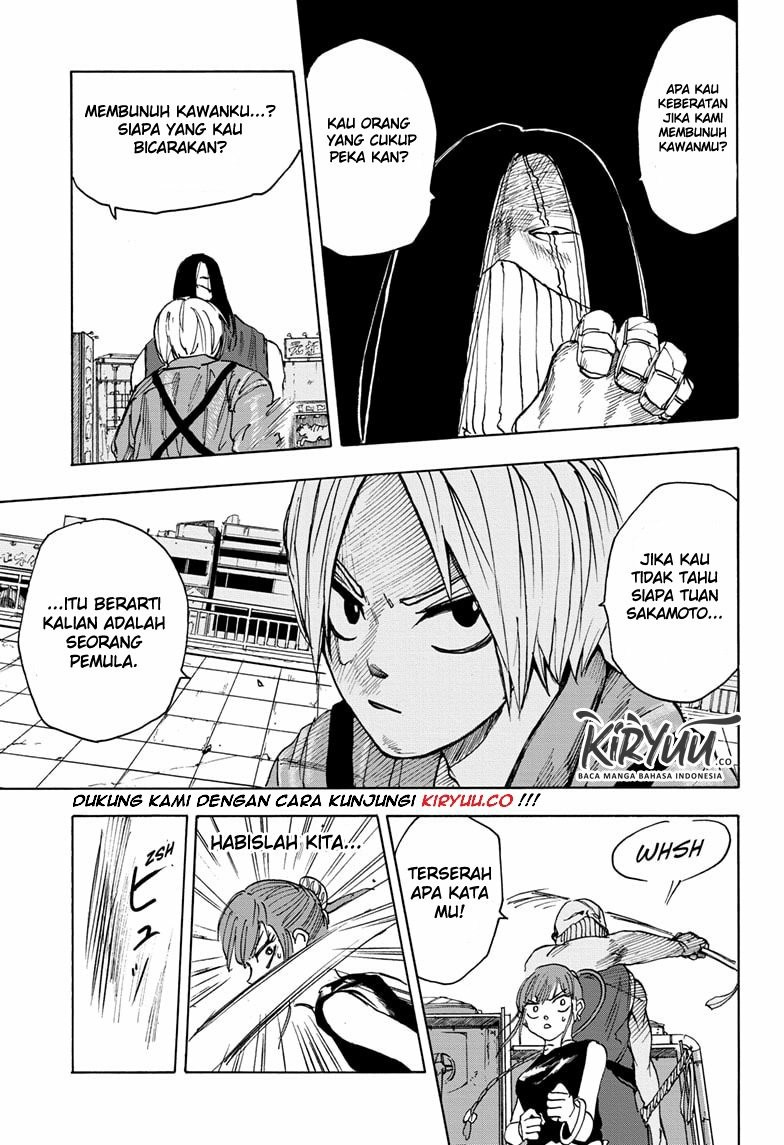 APA KAU
KEBERATAN
JIKA KAMI
MEMBUNUH
KAWANMU?
KAU ORANG
YANG CUKUP
PEKA KAN?
MEMBUNUH KAWANKU...?
SIAPA YANG KAU
BICARAKAN?
JIKA KAU
TIDAK TAHU
SIAPA TUAN
SAKAMOTO...
...ITU BERARTI
KALIAN ADALAH
SEORANG
PEMULA.
KIRYUU.CO
BACA MANGA BAHASA INDONESIA
DUKUNG KAMI DENGAN CARA KUNJUNGI KIRYUU.CO !!!
WHSH
TERSERAH
APA KATA
MU!
HABISLAH KITA...
ZSH
ヒュッ